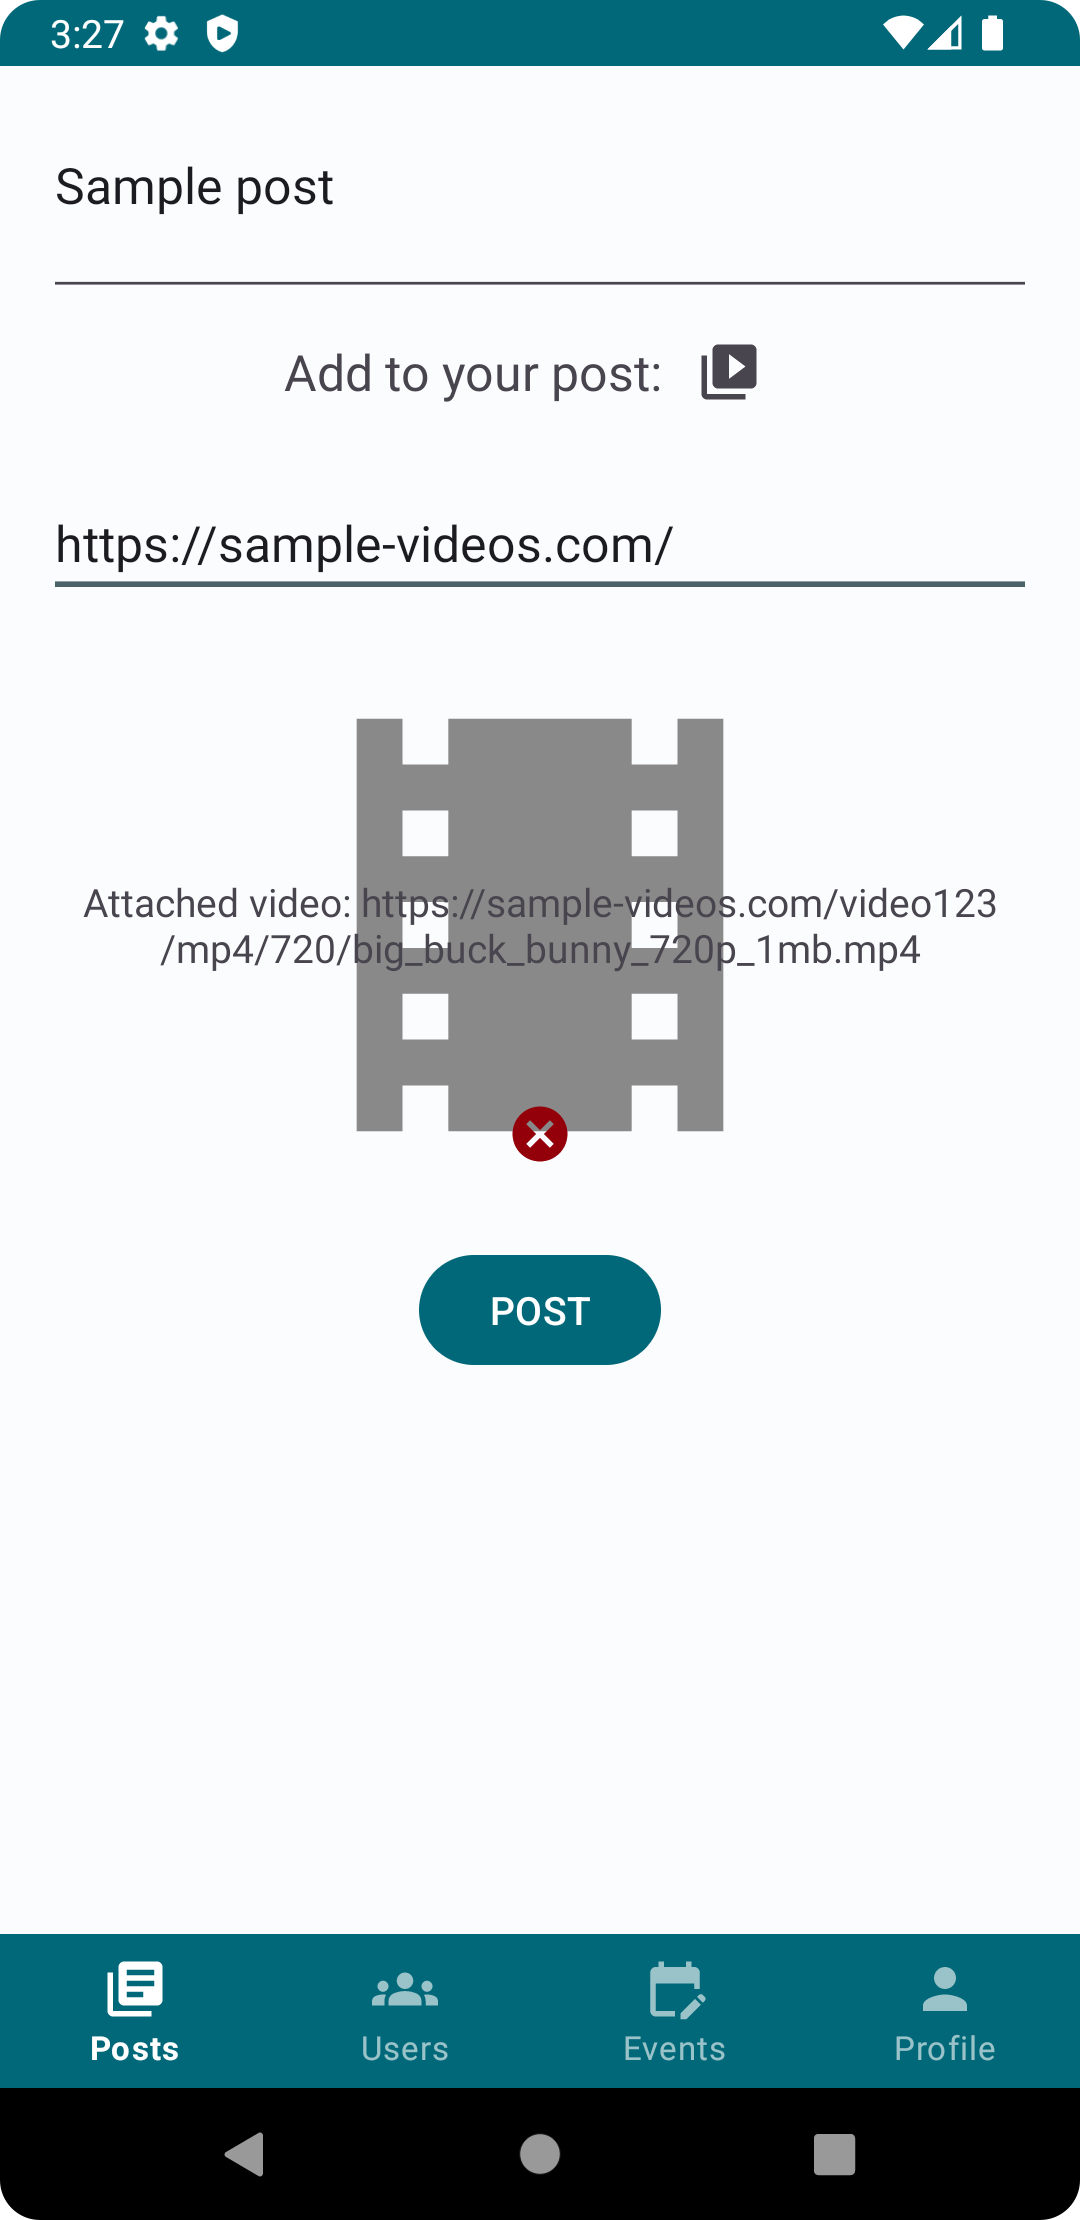 3:27
Sample post
Add to your post:
https://sample-videos.com/
Attached video: https://sample-videos.com/video123
/mp4/720/big_buck_bunny_720p_1mb.mp4
POST
Posts
Users
Events
Profile